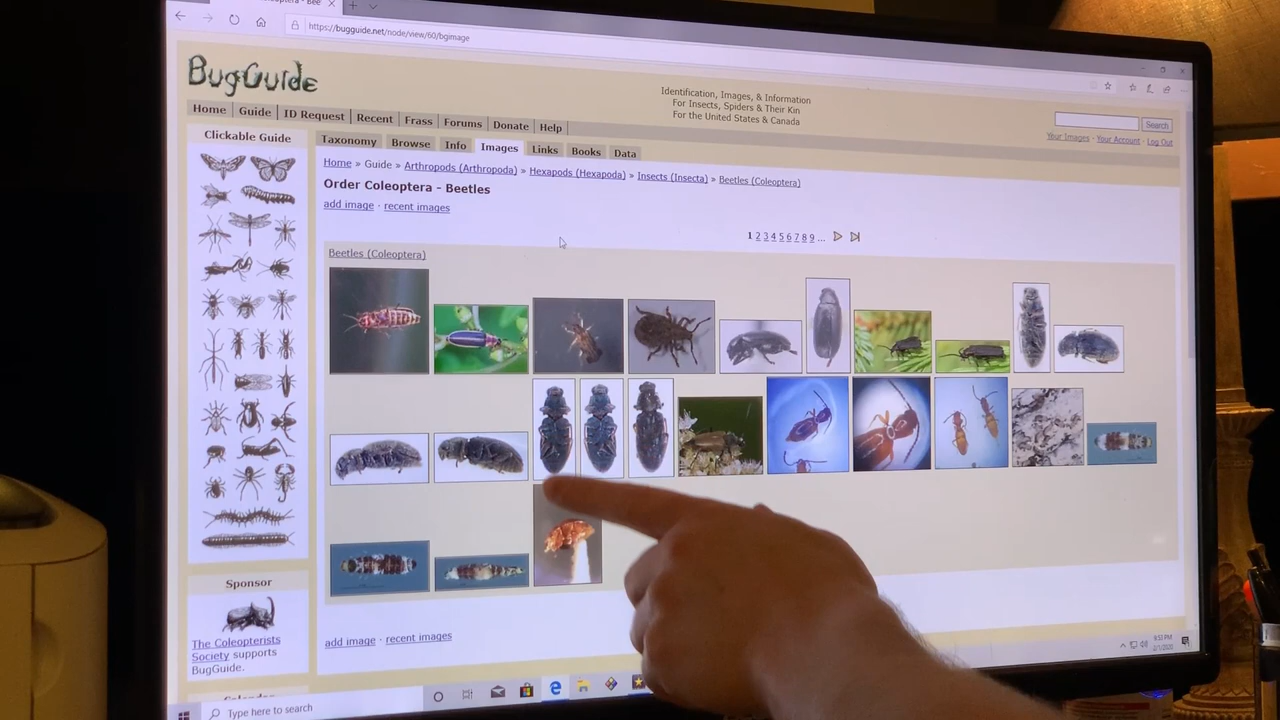 https://bugguide.net/node/view/60/bgimage
BugGuide
Identification, Images, & Information
For Insects, Spiders & Their Kin
For the United States & Canada
Search
Your Images · Your Account · Log Out
Home Guide ID Request Recent Frass Forums Donate Help
Clickable Guide
Taxonomy Browse Info Images Links Books Data
Home » Guide » Arthropods (Arthropoda) » Hexapods (Hexapoda) » Insects (Insecta) » Beetles (Coleoptera)
Order Coleoptera - Beetles
add image · recent images
1 2 3 4 5 6 7 8 9 ...
Beetles (Coleoptera)
add image · recent images
Sponsor
The Coleopterists
Society supports
BugGuide.
Type here to search